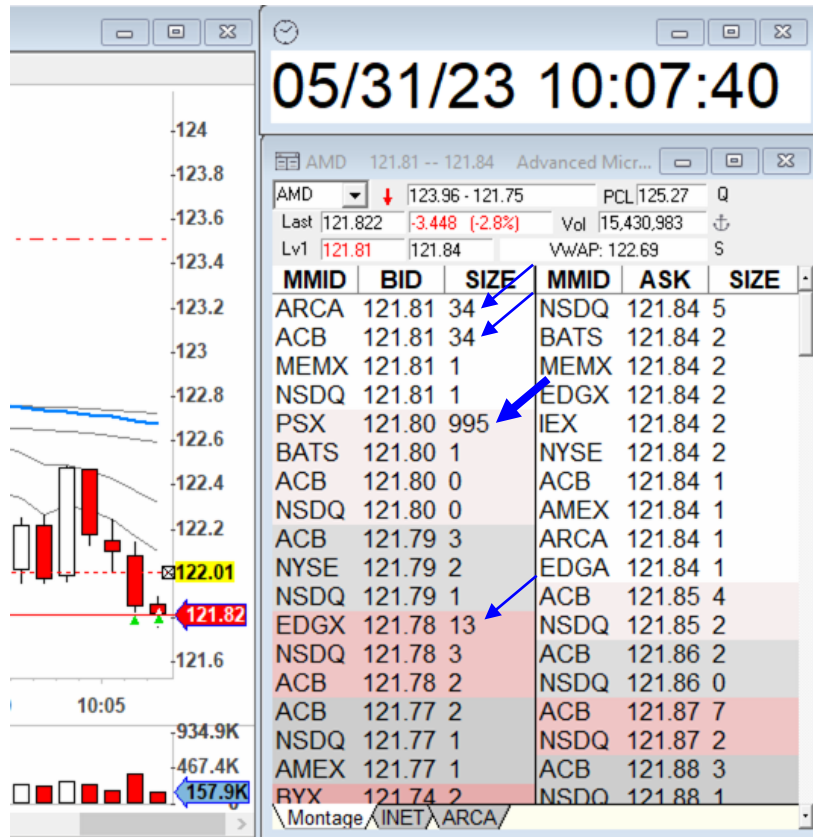 05/31/23 10:07:40
-124
-123.8
-123.6
-123.4
-123.2
-123
-122.8
-122.6
-122.4
-122.2
122.01
121.82
-121.6
10:05
-934.9K
-467.4K
157.9K
AMD 121.81 -- 121.84 Advanced Micr...
AMD 123.96 - 121.75 PCL 125.27 Q
Last 121.822 -3.448 (-2.8%) Vol 15,430,983
Lv1 121.81 121.84 VWAP: 122.69 S
MMID BID SIZE MMID ASK SIZE
ARCA 121.81 34 NSDQ 121.84 5
ACB 121.81 34 BATS 121.84 2
MEMX 121.81 1 MEMX 121.84 2
NSDQ 121.81 1 EDGX 121.84 2
PSX 121.80 995 IEX 121.84 2
BATS 121.80 1 NYSE 121.84 2
ACB 121.80 0 ACB 121.84 1
NSDQ 121.80 0 AMEX 121.84 1
ACB 121.79 3 ARCA 121.84 1
NYSE 121.79 2 EDGA 121.84 1
NSDQ 121.79 1 ACB 121.85 4
EDGX 121.78 13 NSDQ 121.85 2
NSDQ 121.78 3 ACB 121.86 2
ACB 121.78 2 NSDQ 121.86 0
ACB 121.77 2 ACB 121.87 7
NSDQ 121.77 1 NSDQ 121.87 2
AMEX 121.77 1 ACB 121.88 3
BYX 121.74 2 NSDQ 121.88 1
Montage INET ARCA